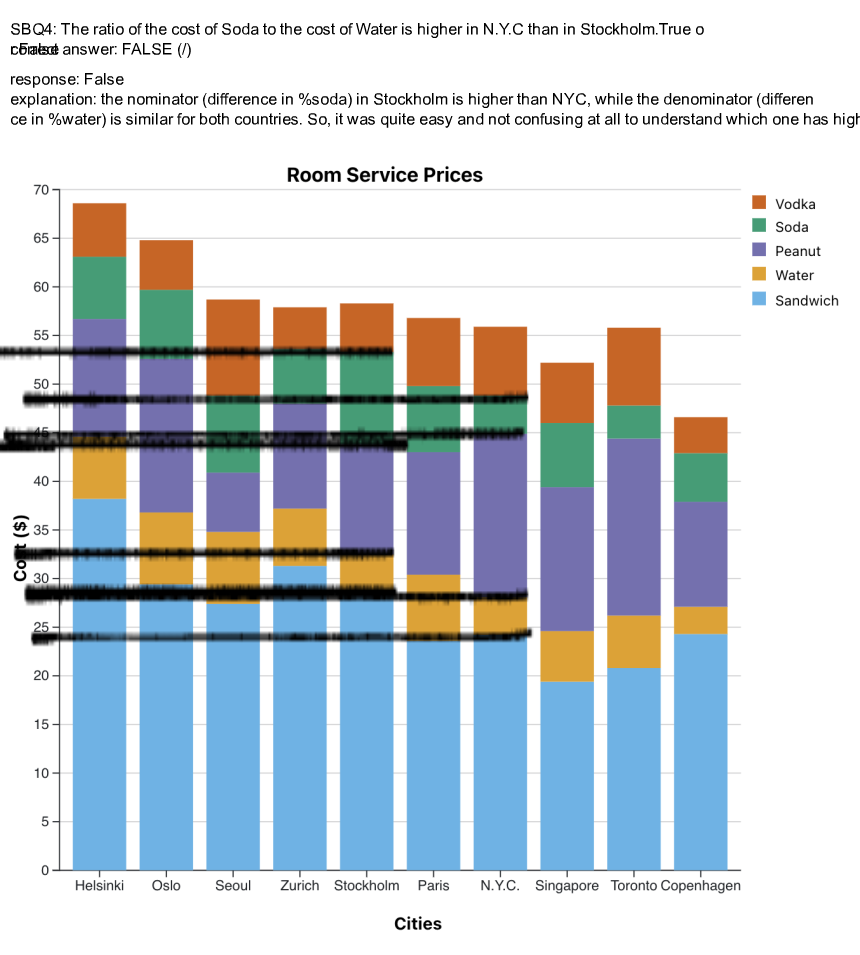 SBQ4: The ratio of the cost of Soda to the cost of Water is higher in N.Y.C than in Stockholm.True o
r False
correct answer: FALSE (/)
response: False
explanation: the nominator (difference in %soda) in Stockholm is higher than NYC, while the denominator (differen
ce in %water) is similar for both countries. So, it was quite easy and not confusing at all to understand which one has high
Room Service Prices
Vodka
Soda
Peanut
Water
Sandwich
70
65
60
55
50
45
40
35
30
25
20
15
10
5
0
Cost ($)
Helsinki Oslo Seoul Zurich Stockholm Paris N.Y.C. Singapore Toronto Copenhagen
Cities